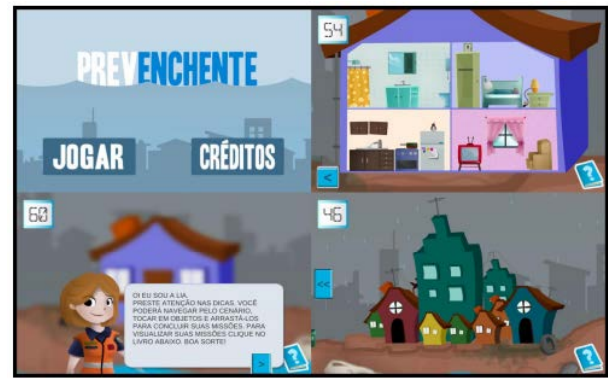 PREVENCHENTE
JOGAR
CRÉDITOS
54
<
?
60
OI EU SOU A LIA.
PRESTE ATENÇÃO NAS DICAS. VOCÊ
PODERÁ NAVEGAR PELO CENÁRIO,
TOCAR EM OBJETOS E ARRASTÁ-LOS
PARA CONCLUIR SUAS MISSÕES. PARA
VISUALIZAR SUAS MISSÕES CLIQUE NO
LIVRO ABAIXO. BOA SORTE!
>
?
46
<<
?